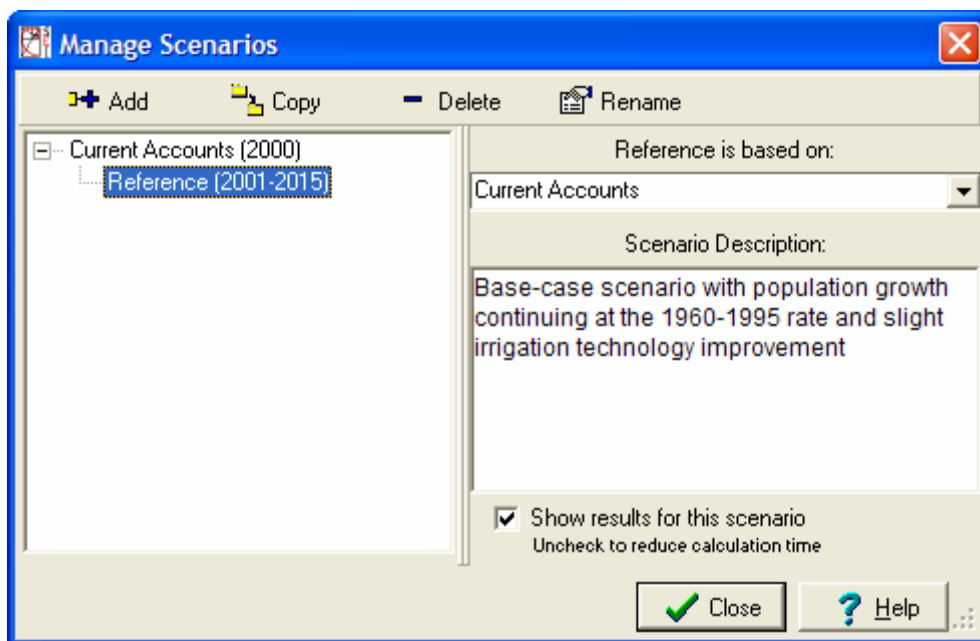 Manage Scenarios
Add Copy Delete Rename
Current Accounts (2000)
Reference (2001-2015)
Reference is based on:
Current Accounts
Scenario Description:
Base-case scenario with population growth
continuing at the 1960-1995 rate and slight
irrigation technology improvement
Show results for this scenario
Uncheck to reduce calculation time
Close Help